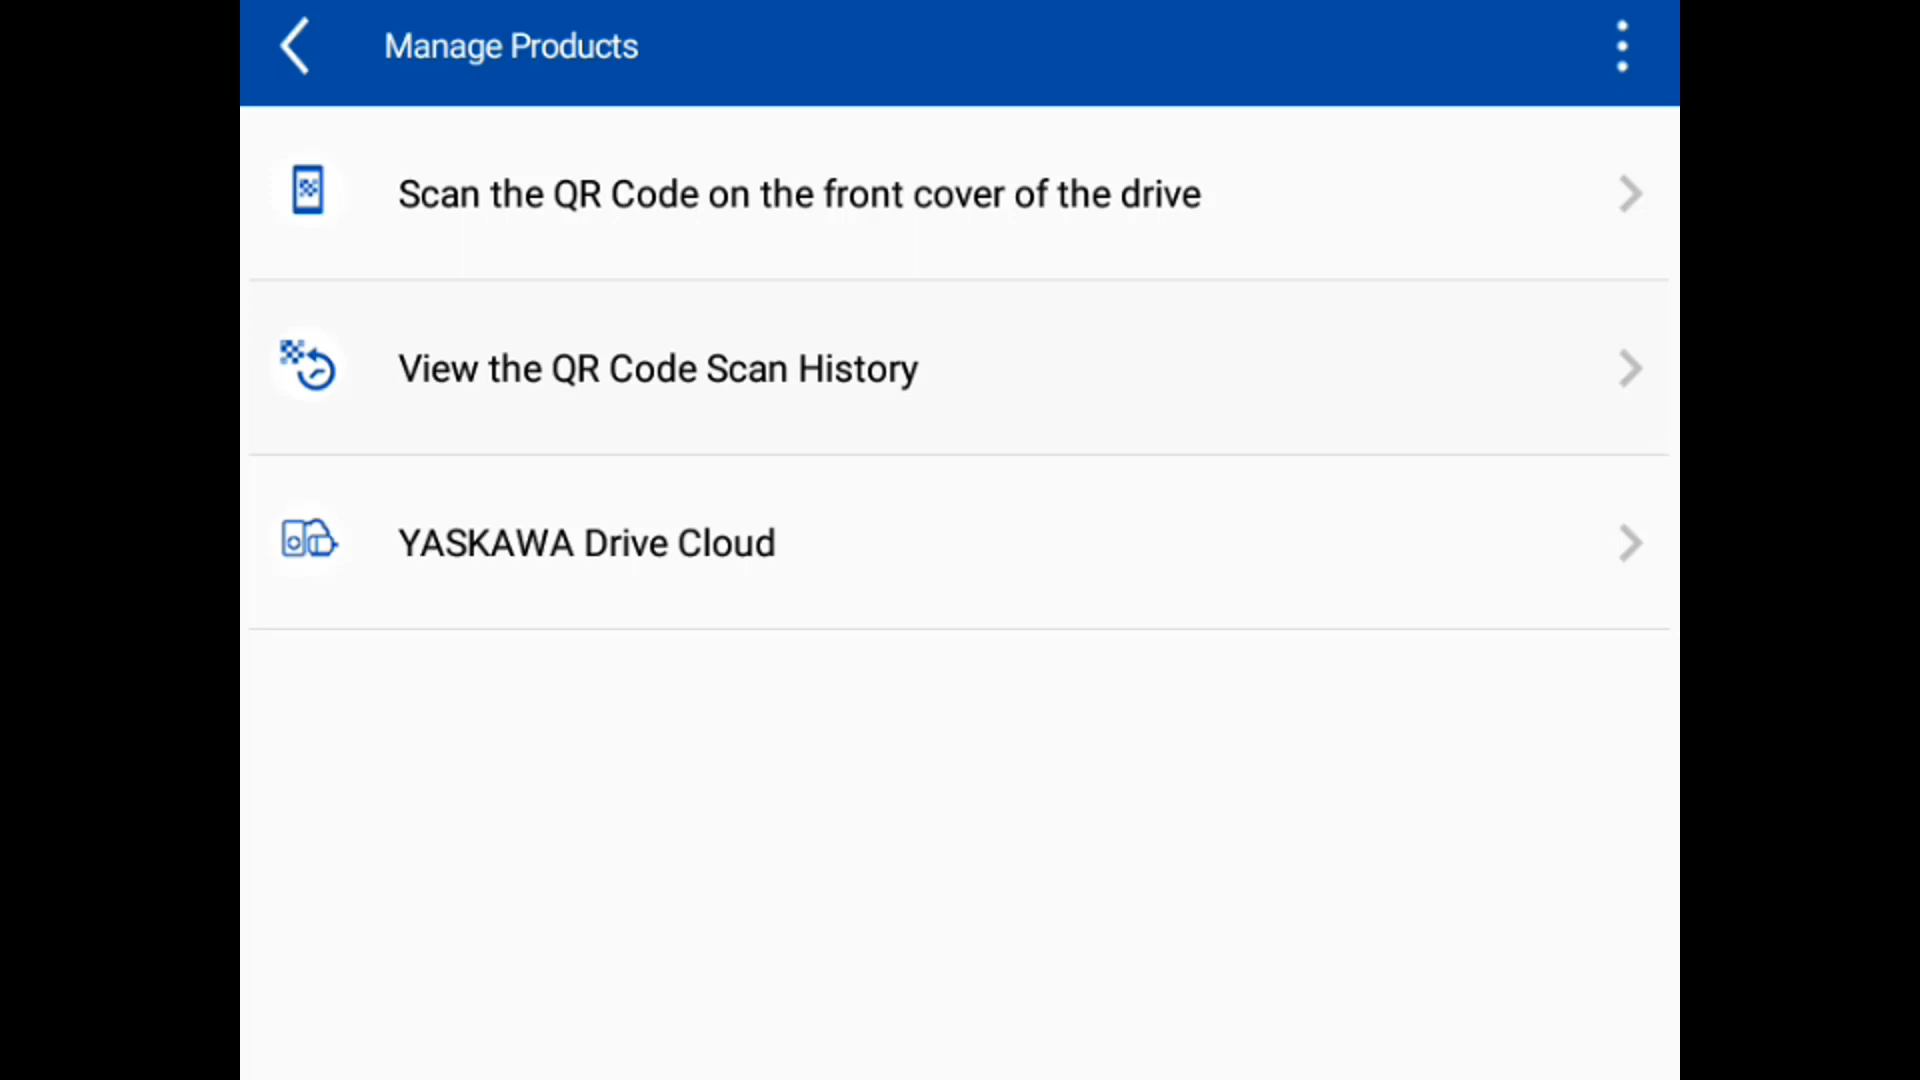 Manage Products
Scan the QR Code on the front cover of the drive
View the QR Code Scan History
YASKAWA Drive Cloud